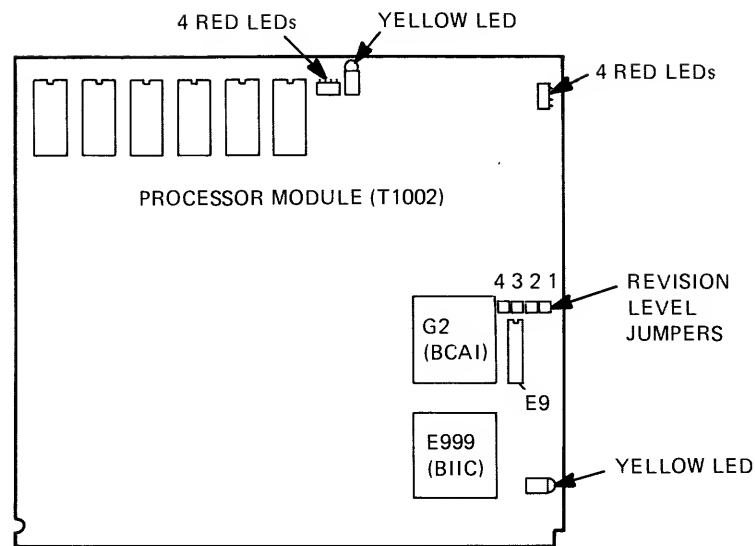 4 RED LEDs
YELLOW LED
4 RED LEDs
PROCESSOR MODULE (T1002)
4 3 2 1
REVISION
LEVEL
JUMPERS
G2
(BCAI)
E9
E999
(BIIC)
YELLOW LED